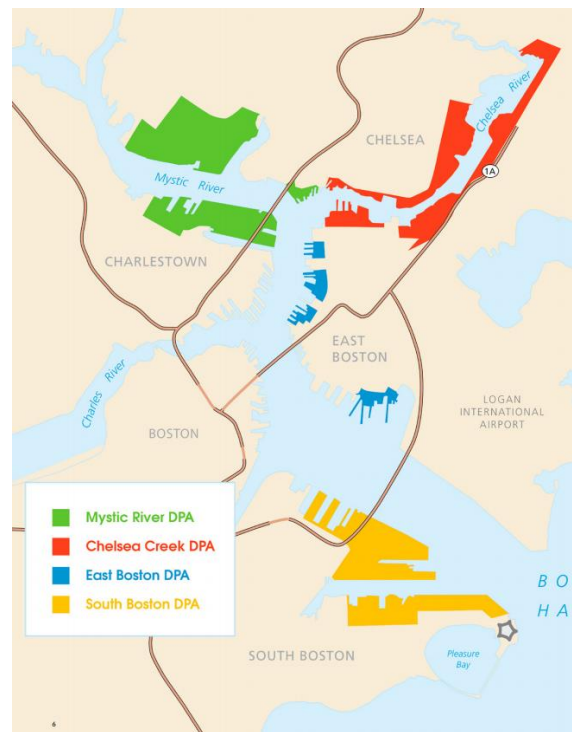 Chelsea River
CHELSEA
1A
Mystic River
CHARLESTOWN
EAST
BOSTON
Charles River
LOGAN
INTERNATIONAL
AIRPORT
BOSTON
Mystic River DPA
Chelsea Creek DPA
East Boston DPA
South Boston DPA
BO
HA
SOUTH BOSTON
Pleasure
Bay
6